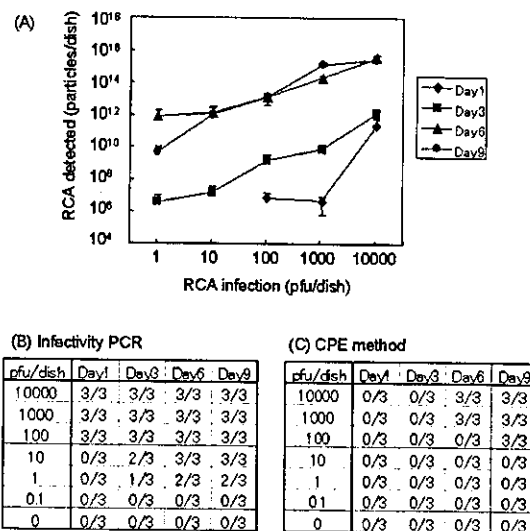 (A)
10^18
10^16
10^14
10^12
10^10
10^8
10^6
10^4
RCA detected (particles/dish)
1 10 100 1000 10000
RCA infection (pfu/dish)
Day1
Day3
Day6
Day9
(B) Infactivity PCR
pfu/dish Day1 Day3 Day6 Day9
10000 3/3 3/3 3/3 3/3
1000 3/3 3/3 3/3 3/3
100 3/3 3/3 3/3 3/3
10 0/3 2/3 3/3 3/3
1 0/3 1/3 2/3 2/3
0.1 0/3 0/3 0/3 0/3
0 0/3 0/3 0/3 0/3
(C) CPE method
pfu/dish Day1 Day3 Day6 Day9
10000 0/3 0/3 3/3 3/3
1000 0/3 0/3 3/3 3/3
100 0/3 0/3 0/3 3/3
10 0/3 0/3 0/3 0/3
1 0/3 0/3 0/3 0/3
01 0/3 0/3 0/3 0/3
0 0/3 0/3 0/3 0/3